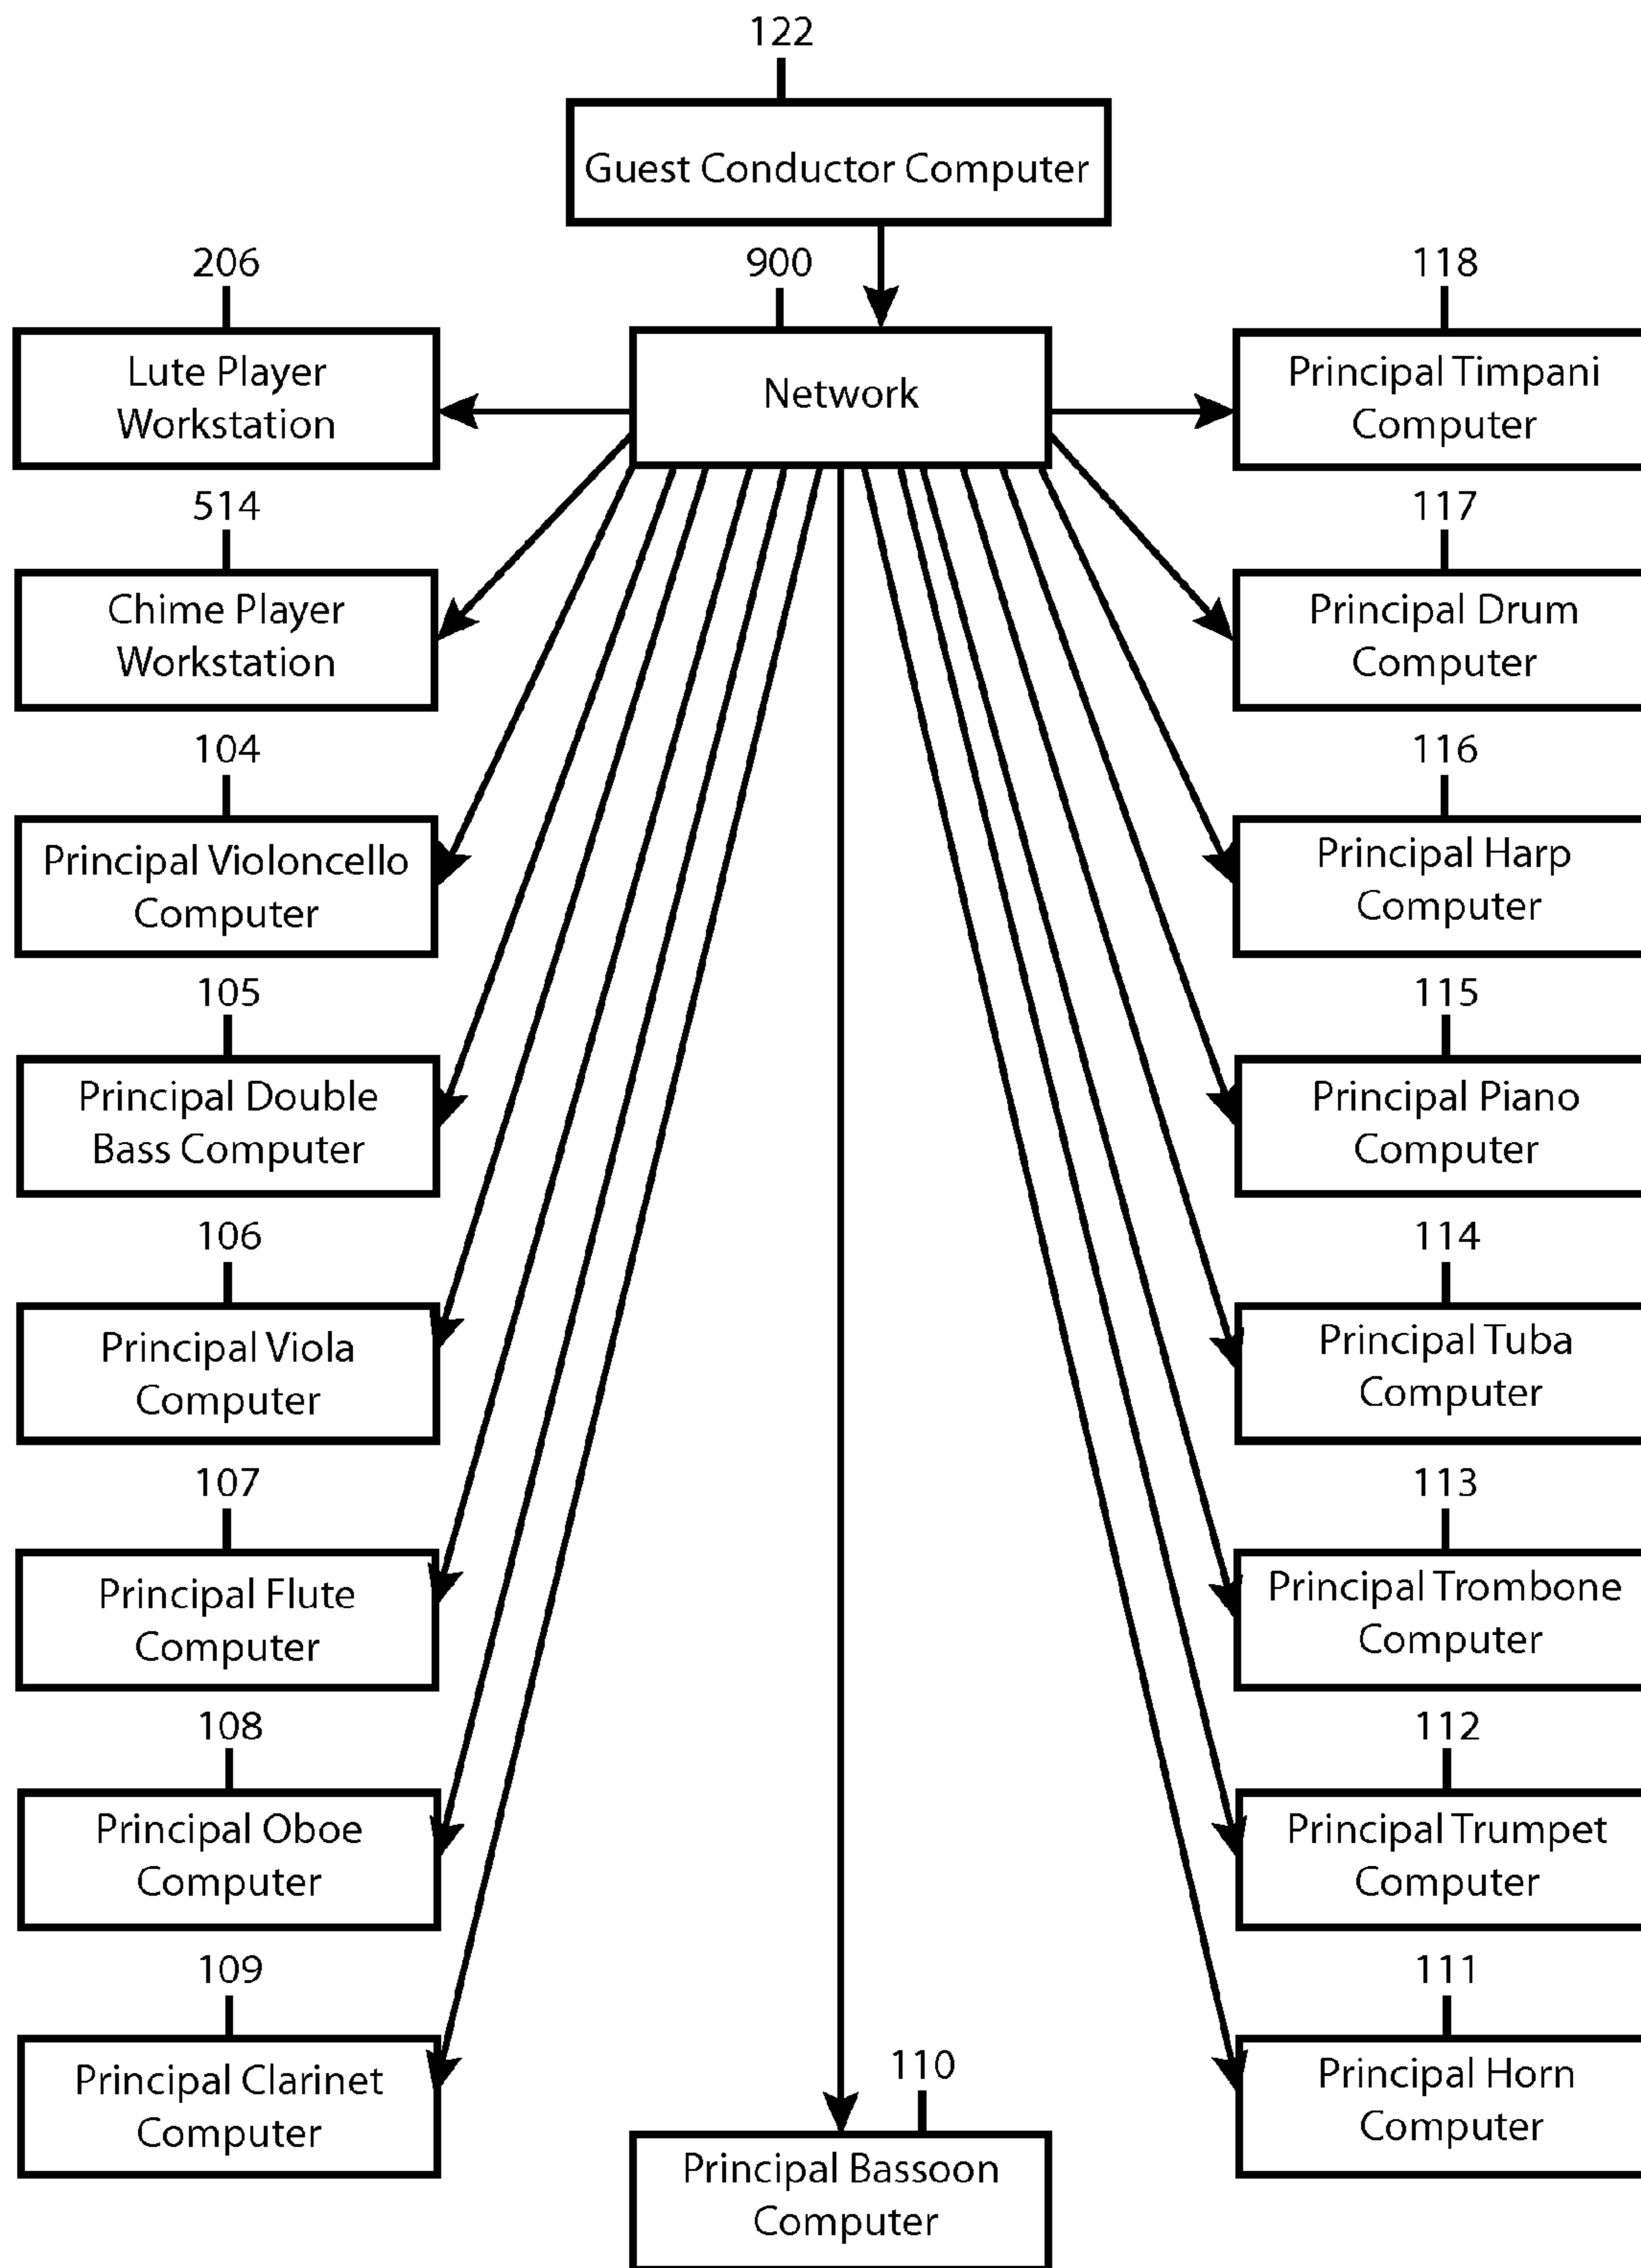 122
Guest Conductor Computer
206
900
118
Lute Player
Workstation
Network
Principal Timpani
Computer
514
117
Chime Player
Workstation
Principal Drum
Computer
104
116
Principal Violoncello
Computer
Principal Harp
Computer
105
115
Principal Double
Bass Computer
Principal Piano
Computer
106
114
Principal Viola
Computer
Principal Tuba
Computer
107
113
Principal Flute
Computer
Principal Trombone
Computer
108
112
Principal Oboe
Computer
Principal Trumpet
Computer
109
111
Principal Clarinet
Computer
110
Principal Horn
Computer
Principal Bassoon
Computer